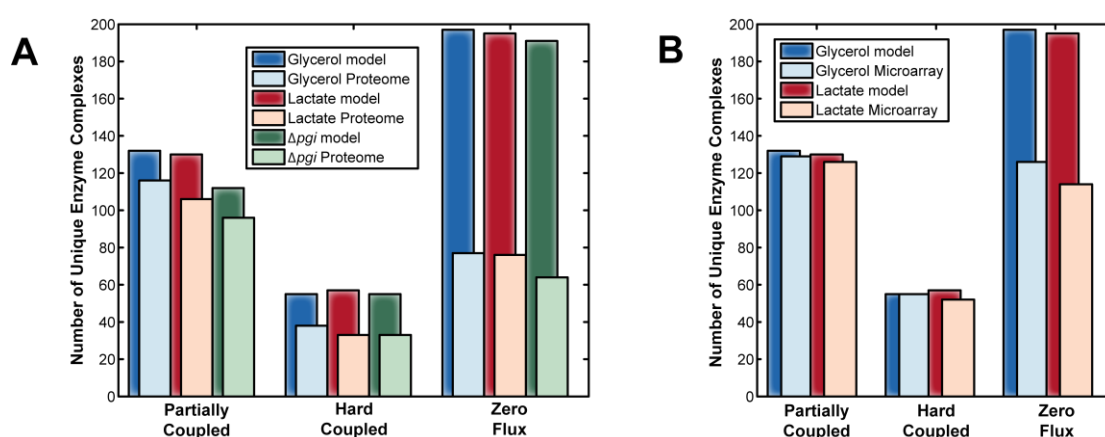 A
Number of Unique Enzyme Complexes
200
180
160
140
120
100
80
60
40
20
0
Glycerol model
Glycerol Proteome
Lactate model
Lactate Proteome
Δpgi model
Δpgi Proteome
Partially
Coupled
Hard
Coupled
Zero
Flux
B
Number of Unique Enzyme Complexes
200
180
160
140
120
100
80
60
40
20
0
Glycerol model
Glycerol Microarray
Lactate model
Lactate Microarray
Partially
Coupled
Hard
Coupled
Zero
Flux